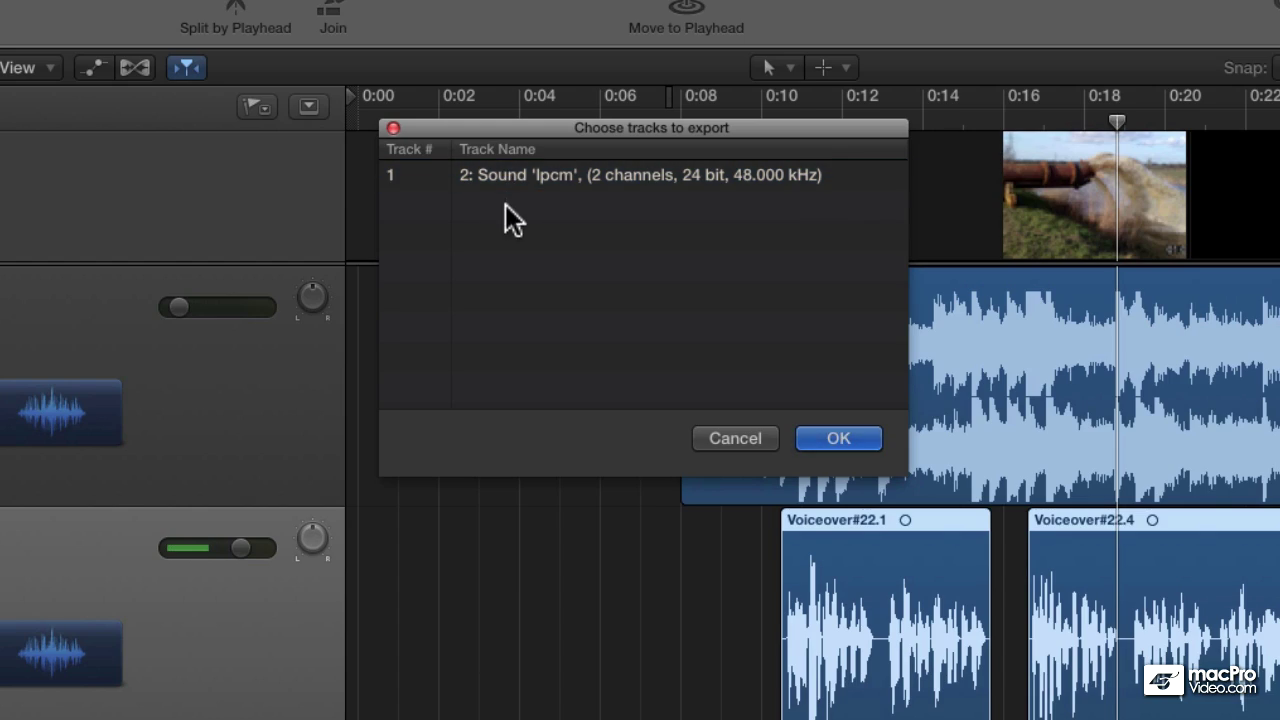 Split by Playhead
Join
Move to Playhead
View
Snap:
0:00 0:02 0:04 0:06 0:08 0:10 0:12 0:14 0:16 0:18 0:20 0:22
Choose tracks to export
Track # Track Name
1 2: Sound 'lpcm', (2 channels, 24 bit, 48.000 kHz)
L R
Cancel OK
Voiceover#22.1
Voiceover#22.4
L R
macPro
Video.com